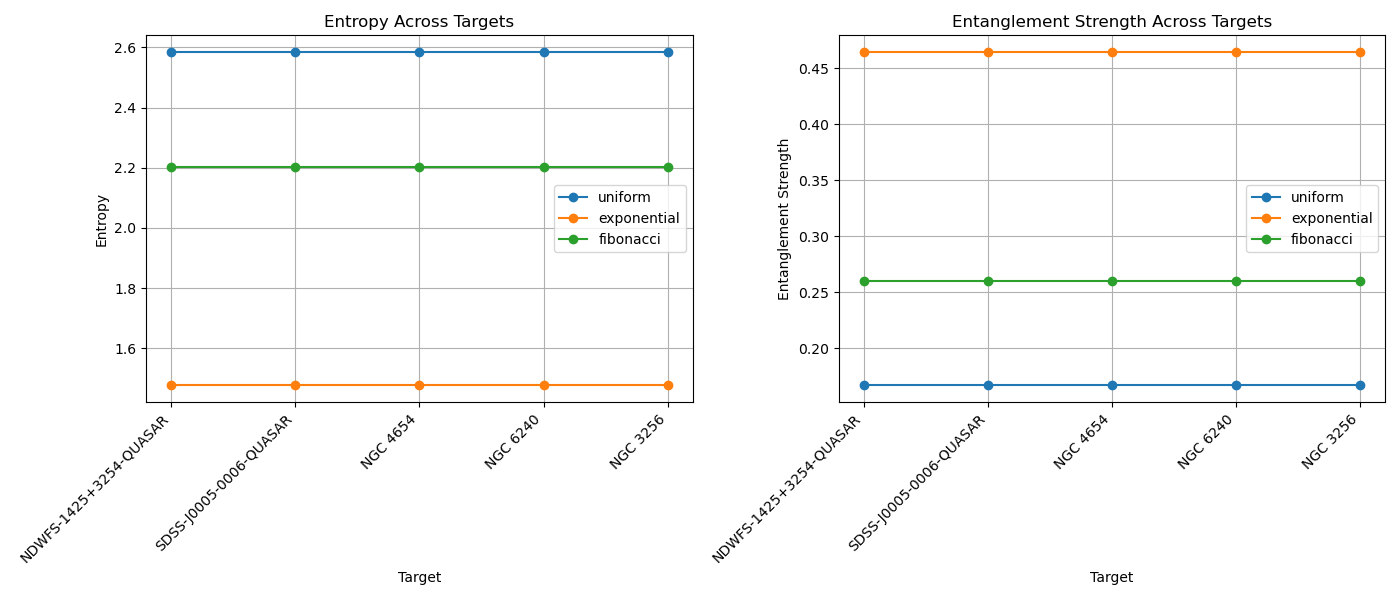 Entropy Across Targets
Entropy
2.6
2.4
2.2
2.0
1.8
1.6
uniform
exponential
fibonacci
NDWFS-1425+3254-QUASAR
SDSS-J0005-0006-QUASAR
NGC 4654
NGC 6240
NGC 3256
Target
Entanglement Strength Across Targets
Entanglement Strength
0.45
0.40
0.35
0.30
0.25
0.20
uniform
exponential
fibonacci
NDWFS-1425+3254-QUASAR
SDSS-J0005-0006-QUASAR
NGC 4654
NGC 6240
NGC 3256
Target